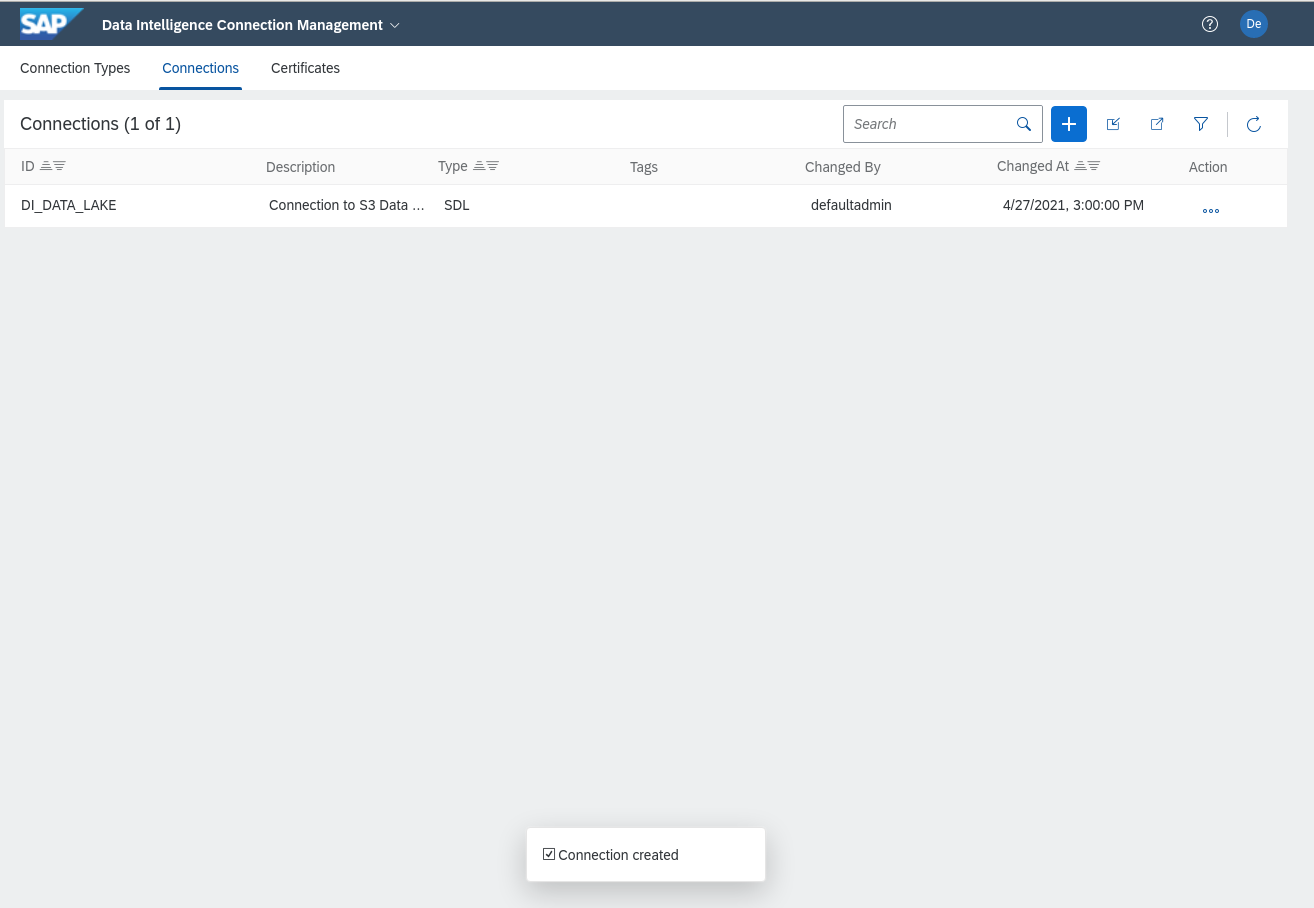 SAP Data Intelligence Connection Management De
Connection Types Connections Certificates
Connections (1 of 1) Search
ID Description Type Tags Changed By Changed At Action
DI_DATA_LAKE Connection to S3 Data ... SDL defaultadmin 4/27/2021, 3:00:00 PM
Connection created